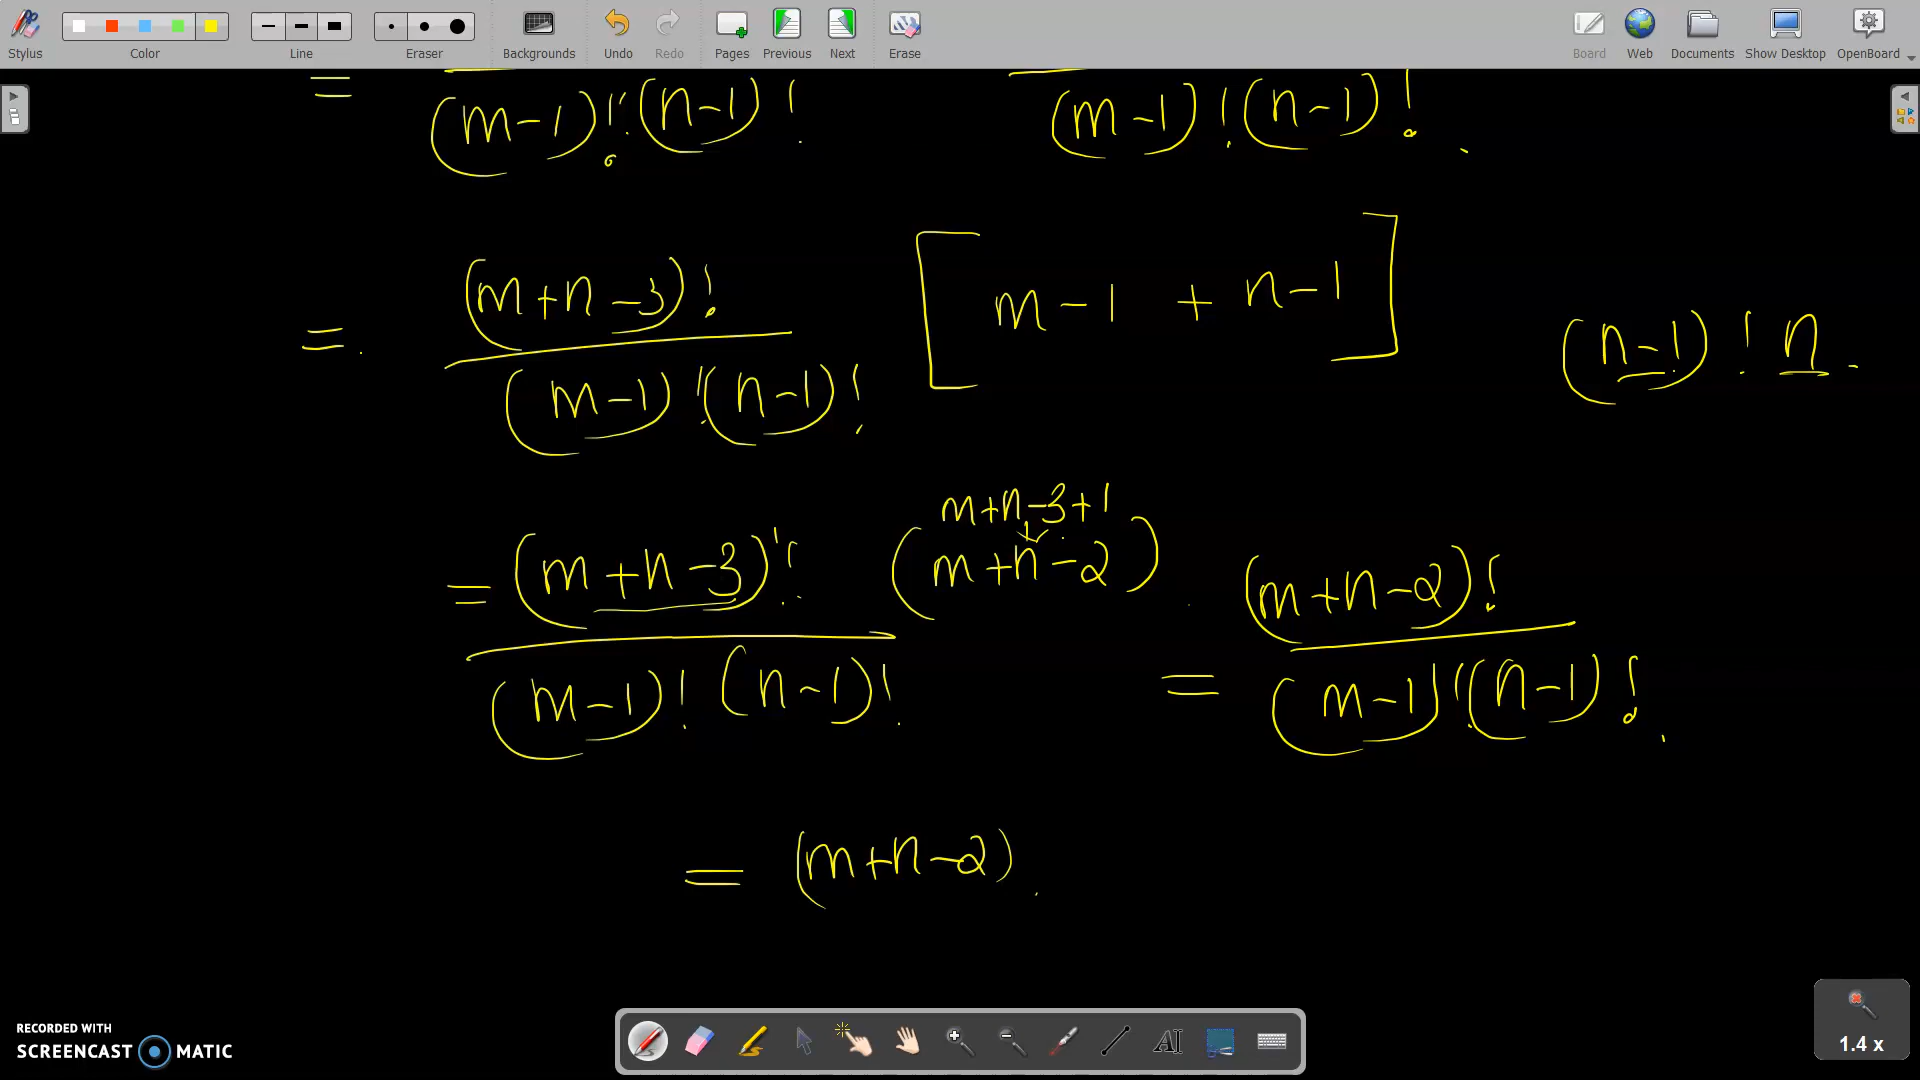 Stylus Color Line Eraser Backgrounds Undo Redo Pages Previous Next Erase Board Web Documents Show Desktop OpenBoard
= (m-1)! (n-1)! (m-1)! (n-1)!
= (m+n-3)! / (m-1)! (n-1)! [m-1 + n-1]
(n-1)! n
m+n-3+1
= (m+n-3)! (m+n-2) / (m-1)! (n-1)! = (m+n-2)! / (m-1)! (n-1)!
= (m+n-2)
RECORDED WITH
SCREENCAST MATIC
1.4 x